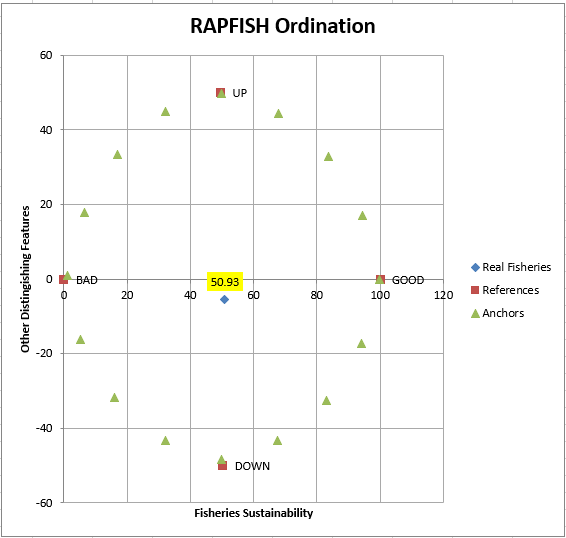 RAPFISH Ordination
60
UP
40
20
Other Distingishing Features
50.93
BAD
GOOD
0
0
20
40
60
80
100
120
Real Fisheries
References
Anchors
-20
-40
DOWN
-60
Fisheries Sustainability